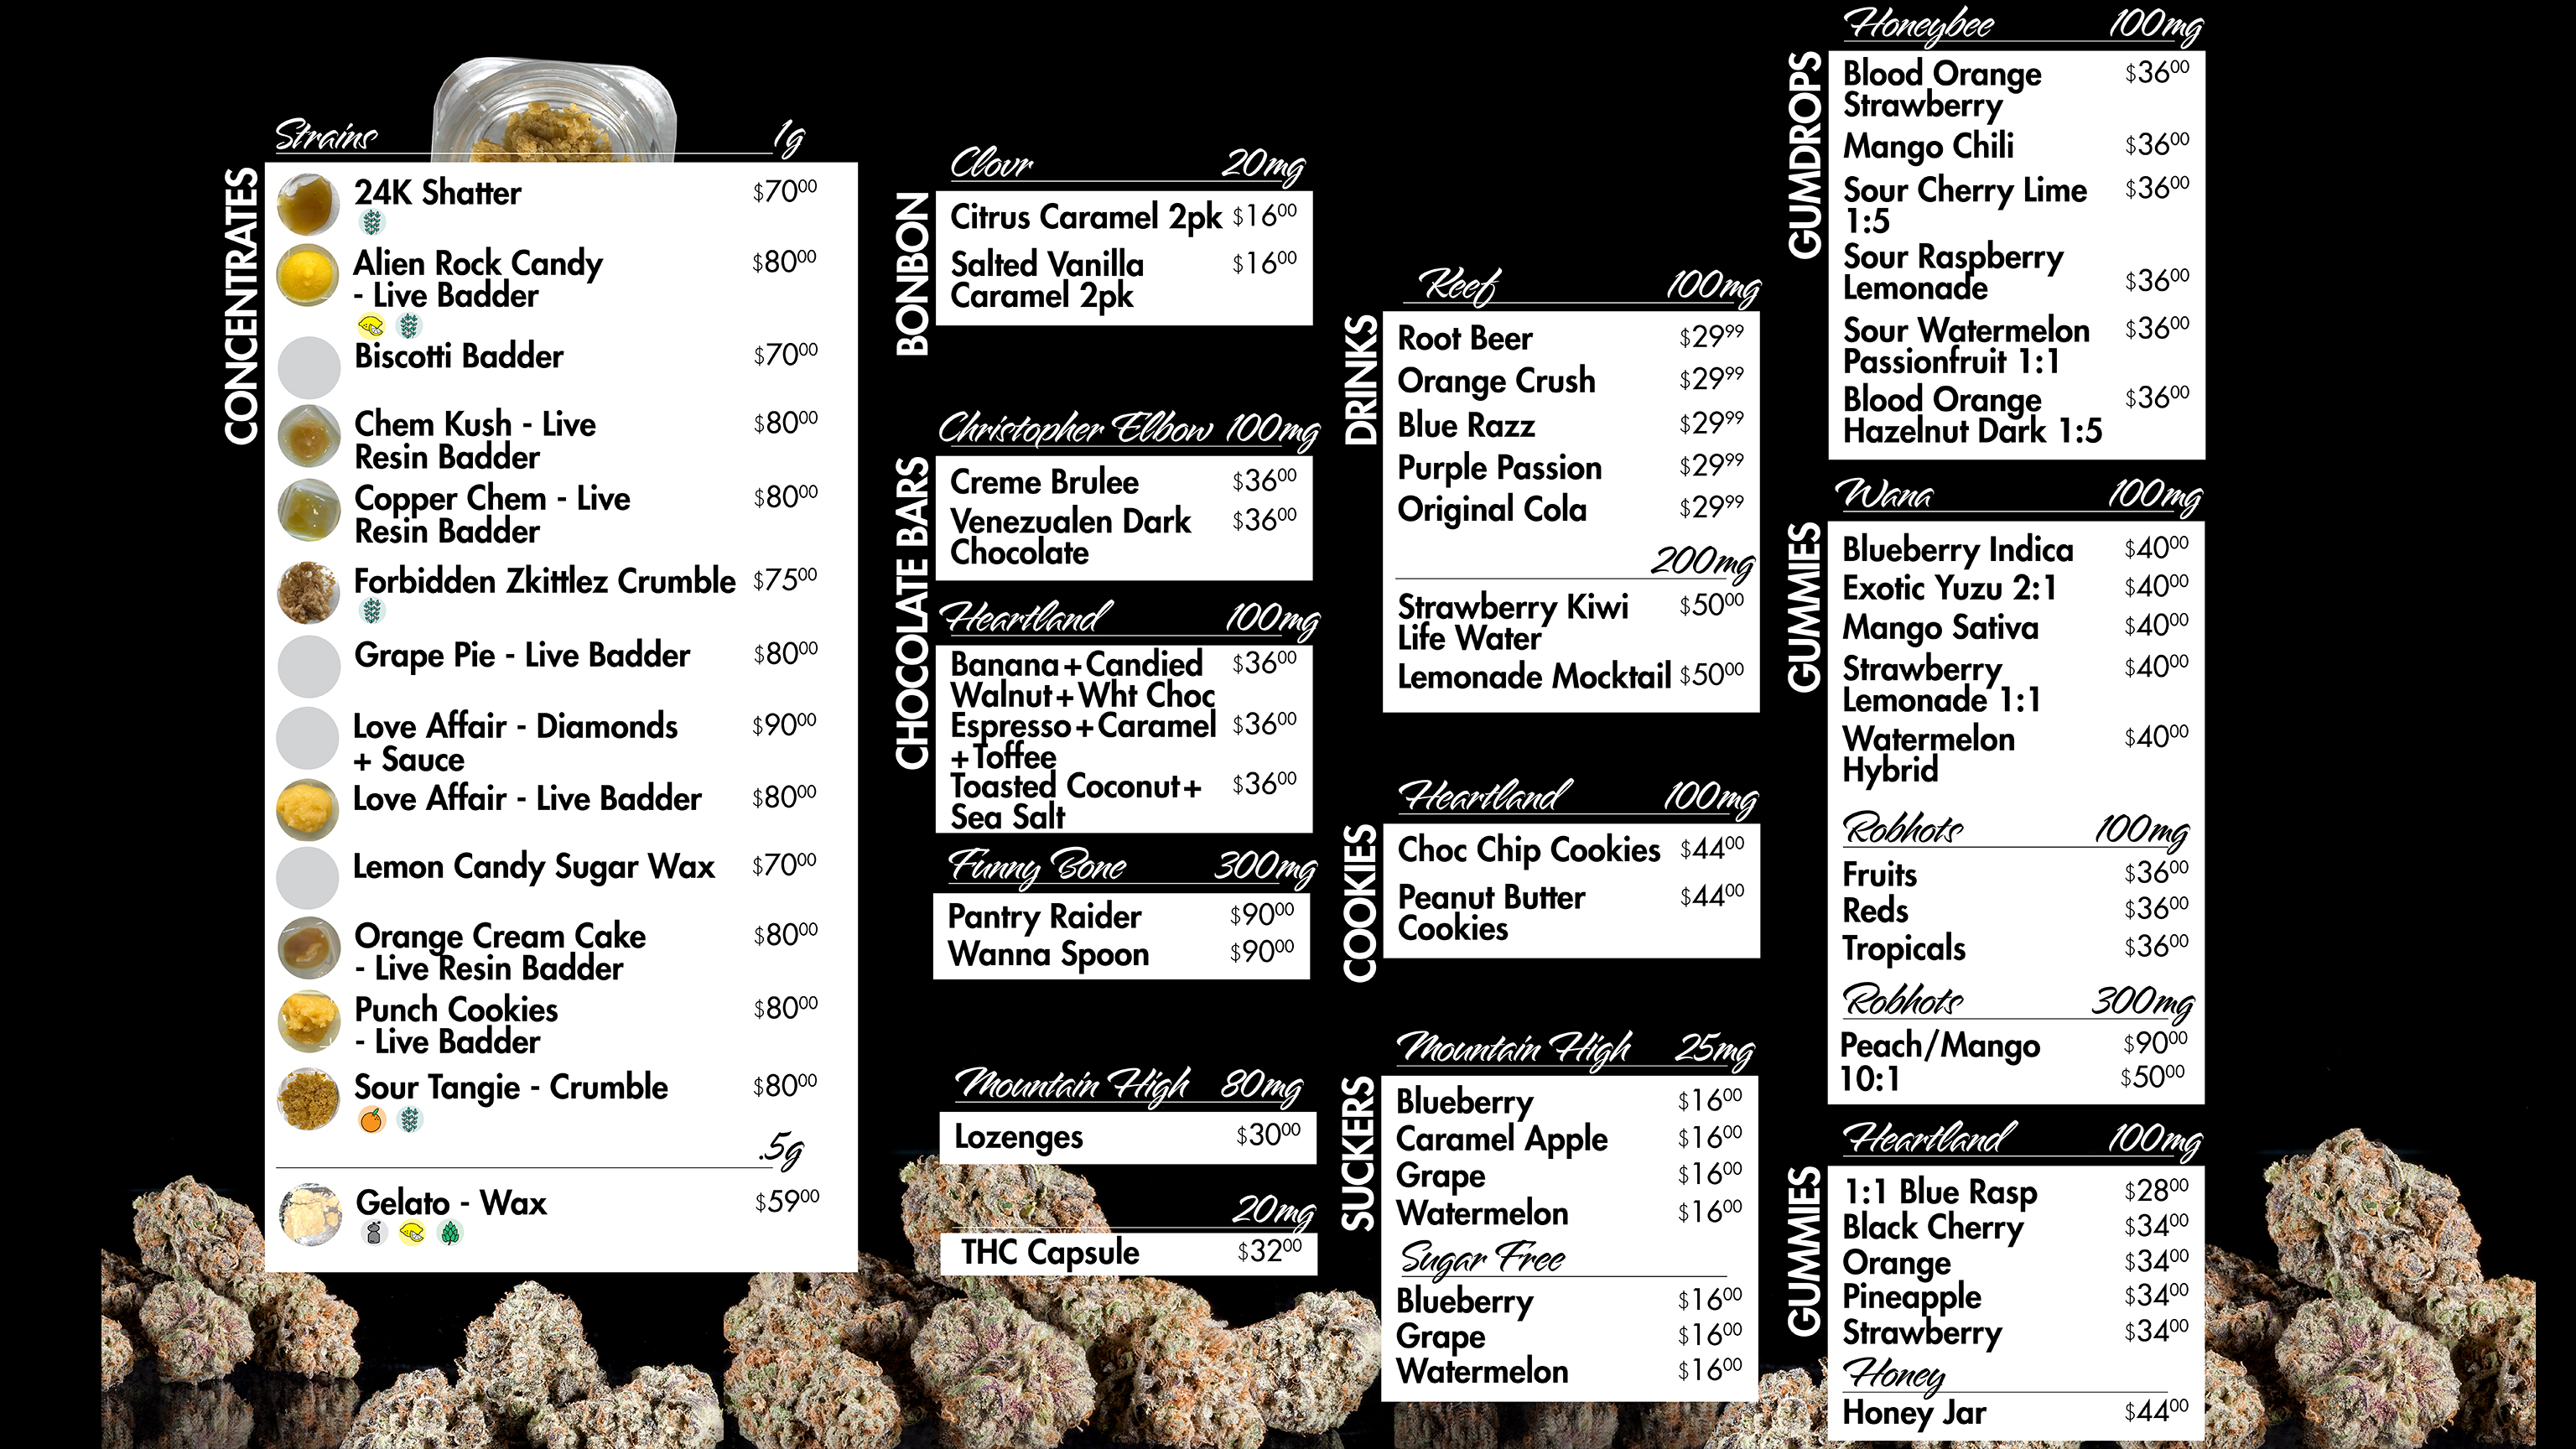 CONCENTRATES
Strains 1g
24K Shatter $70⁰⁰
Alien Rock Candy $80⁰⁰
- Live Badder
Biscotti Badder $70⁰⁰
Chem Kush - Live $80⁰⁰
Resin Badder
Copper Chem - Live $80⁰⁰
Resin Badder
Forbidden Zkittlez Crumble $75⁰⁰
Grape Pie - Live Badder $80⁰⁰
Love Affair - Diamonds $90⁰⁰
+ Sauce
Love Affair - Live Badder $80⁰⁰
Lemon Candy Sugar Wax $70⁰⁰
Orange Cream Cake $80⁰⁰
- Live Resin Badder
Punch Cookies $80⁰⁰
- Live Badder
Sour Tangie - Crumble $80⁰⁰
.5g
Gelato - Wax $59⁰⁰
BONBON
Clovr 20mg
Citrus Caramel 2pk $16⁰⁰
Salted Vanilla $16⁰⁰
Caramel 2pk
CHOCOLATE BARS
Christopher Elbow 100mg
Creme Brulee $36⁰⁰
Venezualen Dark $36⁰⁰
Chocolate
Heartland 100mg
Banana+Candied $36⁰⁰
Walnut+Wht Choc
Espresso+Caramel $36⁰⁰
+Toffee
Toasted Coconut+ $36⁰⁰
Sea Salt
Funny Bone 300mg
Pantry Raider $90⁰⁰
Wanna Spoon $90⁰⁰
Mountain High 80mg
Lozenges $30⁰⁰
20mg
THC Capsule $32⁰⁰
DRINKS
Keef 100mg
Root Beer $29⁹⁹
Orange Crush $29⁹⁹
Blue Razz $29⁹⁹
Purple Passion $29⁹⁹
Original Cola $29⁹⁹
200mg
Strawberry Kiwi $50⁰⁰
Life Water
Lemonade Mocktail $50⁰⁰
COOKIES
Heartland 100mg
Choc Chip Cookies $44⁰⁰
Peanut Butter $44⁰⁰
Cookies
SUCKERS
Mountain High 25mg
Blueberry $16⁰⁰
Caramel Apple $16⁰⁰
Grape $16⁰⁰
Watermelon $16⁰⁰
Sugar Free
Blueberry $16⁰⁰
Grape $16⁰⁰
Watermelon $16⁰⁰
GUMDROPS
Honeybee 100mg
Blood Orange $36⁰⁰
Strawberry
Mango Chili $36⁰⁰
Sour Cherry Lime $36⁰⁰
1:5
Sour Raspberry
Lemonade $36⁰⁰
Sour Watermelon $36⁰⁰
Passionfruit 1:1
Blood Orange $36⁰⁰
Hazelnut Dark 1:5
GUMMIES
Wana 100mg
Blueberry Indica $40⁰⁰
Exotic Yuzu 2:1 $40⁰⁰
Mango Sativa $40⁰⁰
Strawberry $40⁰⁰
Lemonade 1:1
Watermelon $40⁰⁰
Hybrid
Robhots 100mg
Fruits $36⁰⁰
Reds $36⁰⁰
Tropicals $36⁰⁰
Robhots 300mg
Peach/Mango $90⁰⁰
10:1 $50⁰⁰
GUMMIES
Heartland 100mg
1:1 Blue Rasp $28⁰⁰
Black Cherry $34⁰⁰
Orange $34⁰⁰
Pineapple $34⁰⁰
Strawberry $34⁰⁰
Honey
Honey Jar $44⁰⁰